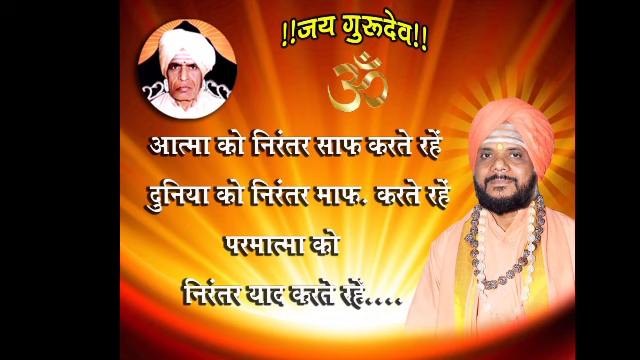 !!जय गुरूदेव!!
ॐ
आत्मा को निरंतर साफ करते रहें
दुनिया को निरंतर माफ. करते रहें
परमात्मा को
निरंतर याद करते रहें....